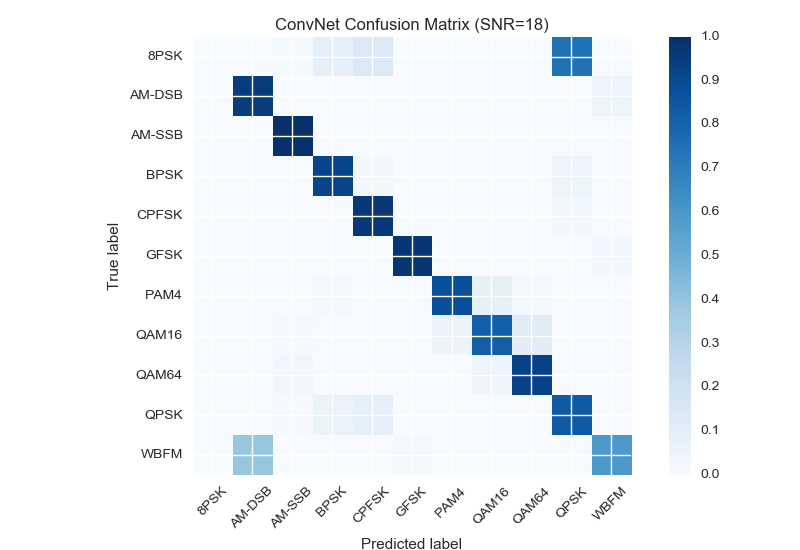 ConvNet Confusion Matrix (SNR=18)
True label
8PSK
AM-DSB
AM-SSB
BPSK
CPFSK
GFSK
PAM4
QAM16
QAM64
QPSK
WBFM
8PSK
AM-DSB
AM-SSB
BPSK
CPFSK
GFSK
PAM4
QAM16
QAM64
QPSK
WBFM
Predicted label
1.0
0.9
0.8
0.7
0.6
0.5
0.4
0.3
0.2
0.1
0.0